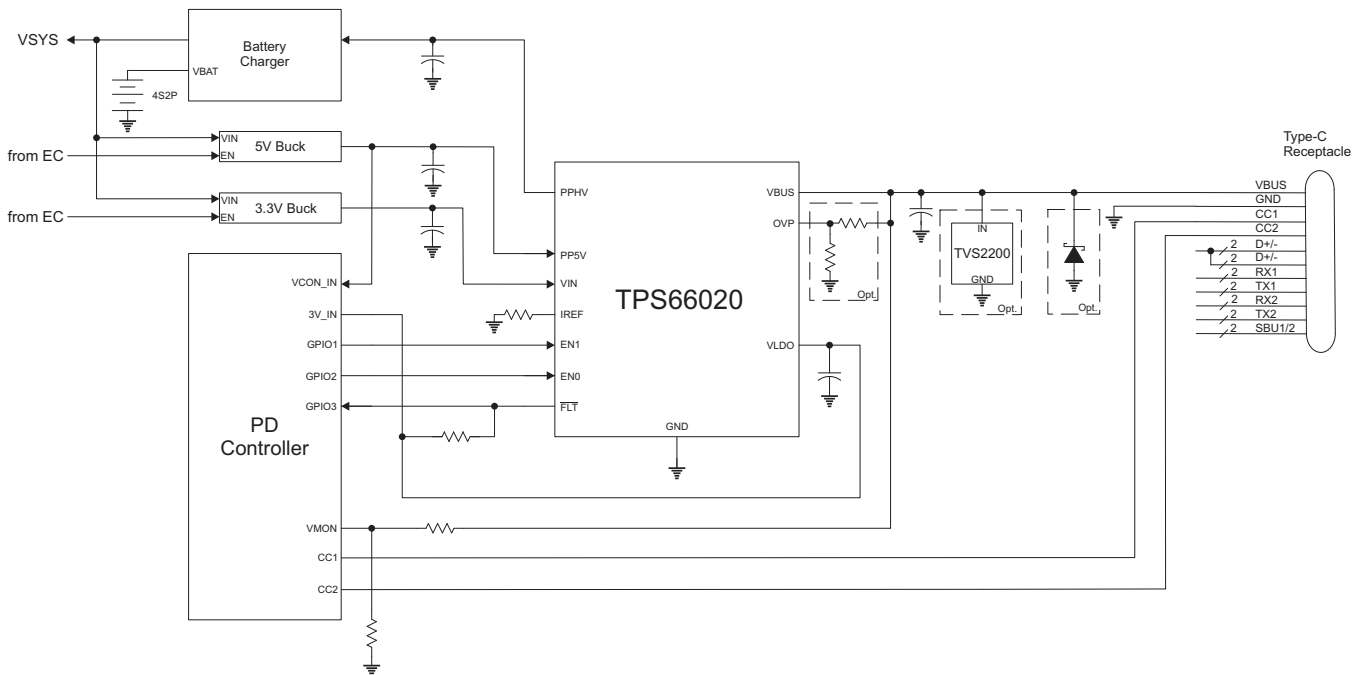 VSYS
Battery
Charger
VBAT
4S2P
from EC
VIN
EN
5V Buck
from EC
VIN
EN
3.3V Buck
PD
Controller
VCON_IN
3V_IN
GPIO1
GPIO2
GPIO3
VMON
CC1
CC2
TPS66020
PPHV
PP5V
VIN
IREF
EN1
EN0
FLT
GND
VBUS
OVP
VLDO
Opt.
IN
TVS2200
GND
Opt.
Opt.
Type-C
Receptacle
VBUS
GND
CC1
CC2
2 D+/-
2 D+/-
2 RX1
2 TX1
2 RX2
2 TX2
2 SBU1/2